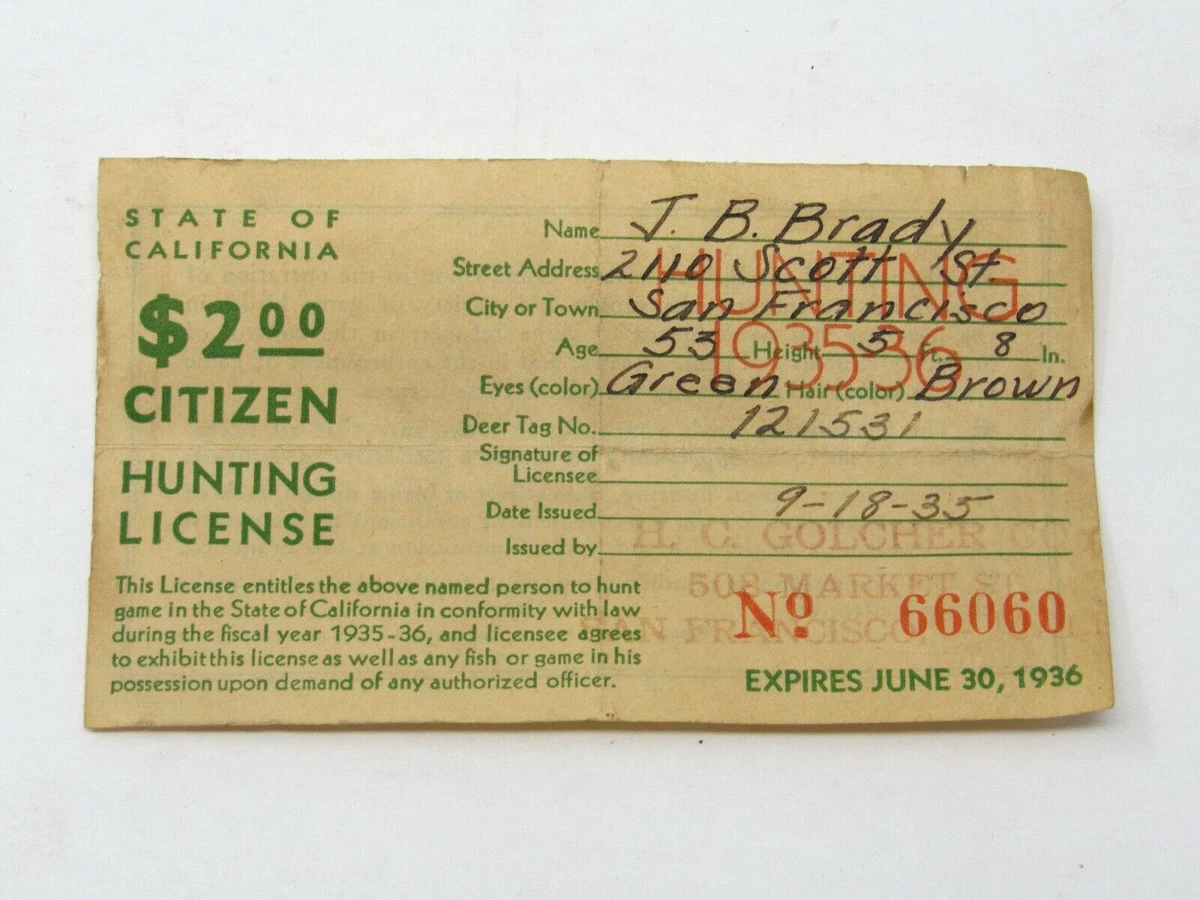 STATE OF
CALIFORNIA
$2.00
CITIZEN
HUNTING
LICENSE
Name J. B. Brady
Street Address 2110 Scott St.
City or Town San Francisco
Age 53 Height 5 Ft. 8 In.
Eyes (color) Green Hair (color) Brown
Deer Tag No. 121531
Signature of
Licensee
Date Issued 9-18-35
Issued by
HUNTING
1935-36
H. C. GOLCHER CO
508 MARKET ST
SAN FRANCISCO
This License entitles the above named person to hunt
game in the State of California in conformity with law
during the fiscal year 1935-36, and licensee agrees
to exhibit this license as well as any fish or game in his
possession upon demand of any authorized officer.
Nº 66060
EXPIRES JUNE 30, 1936